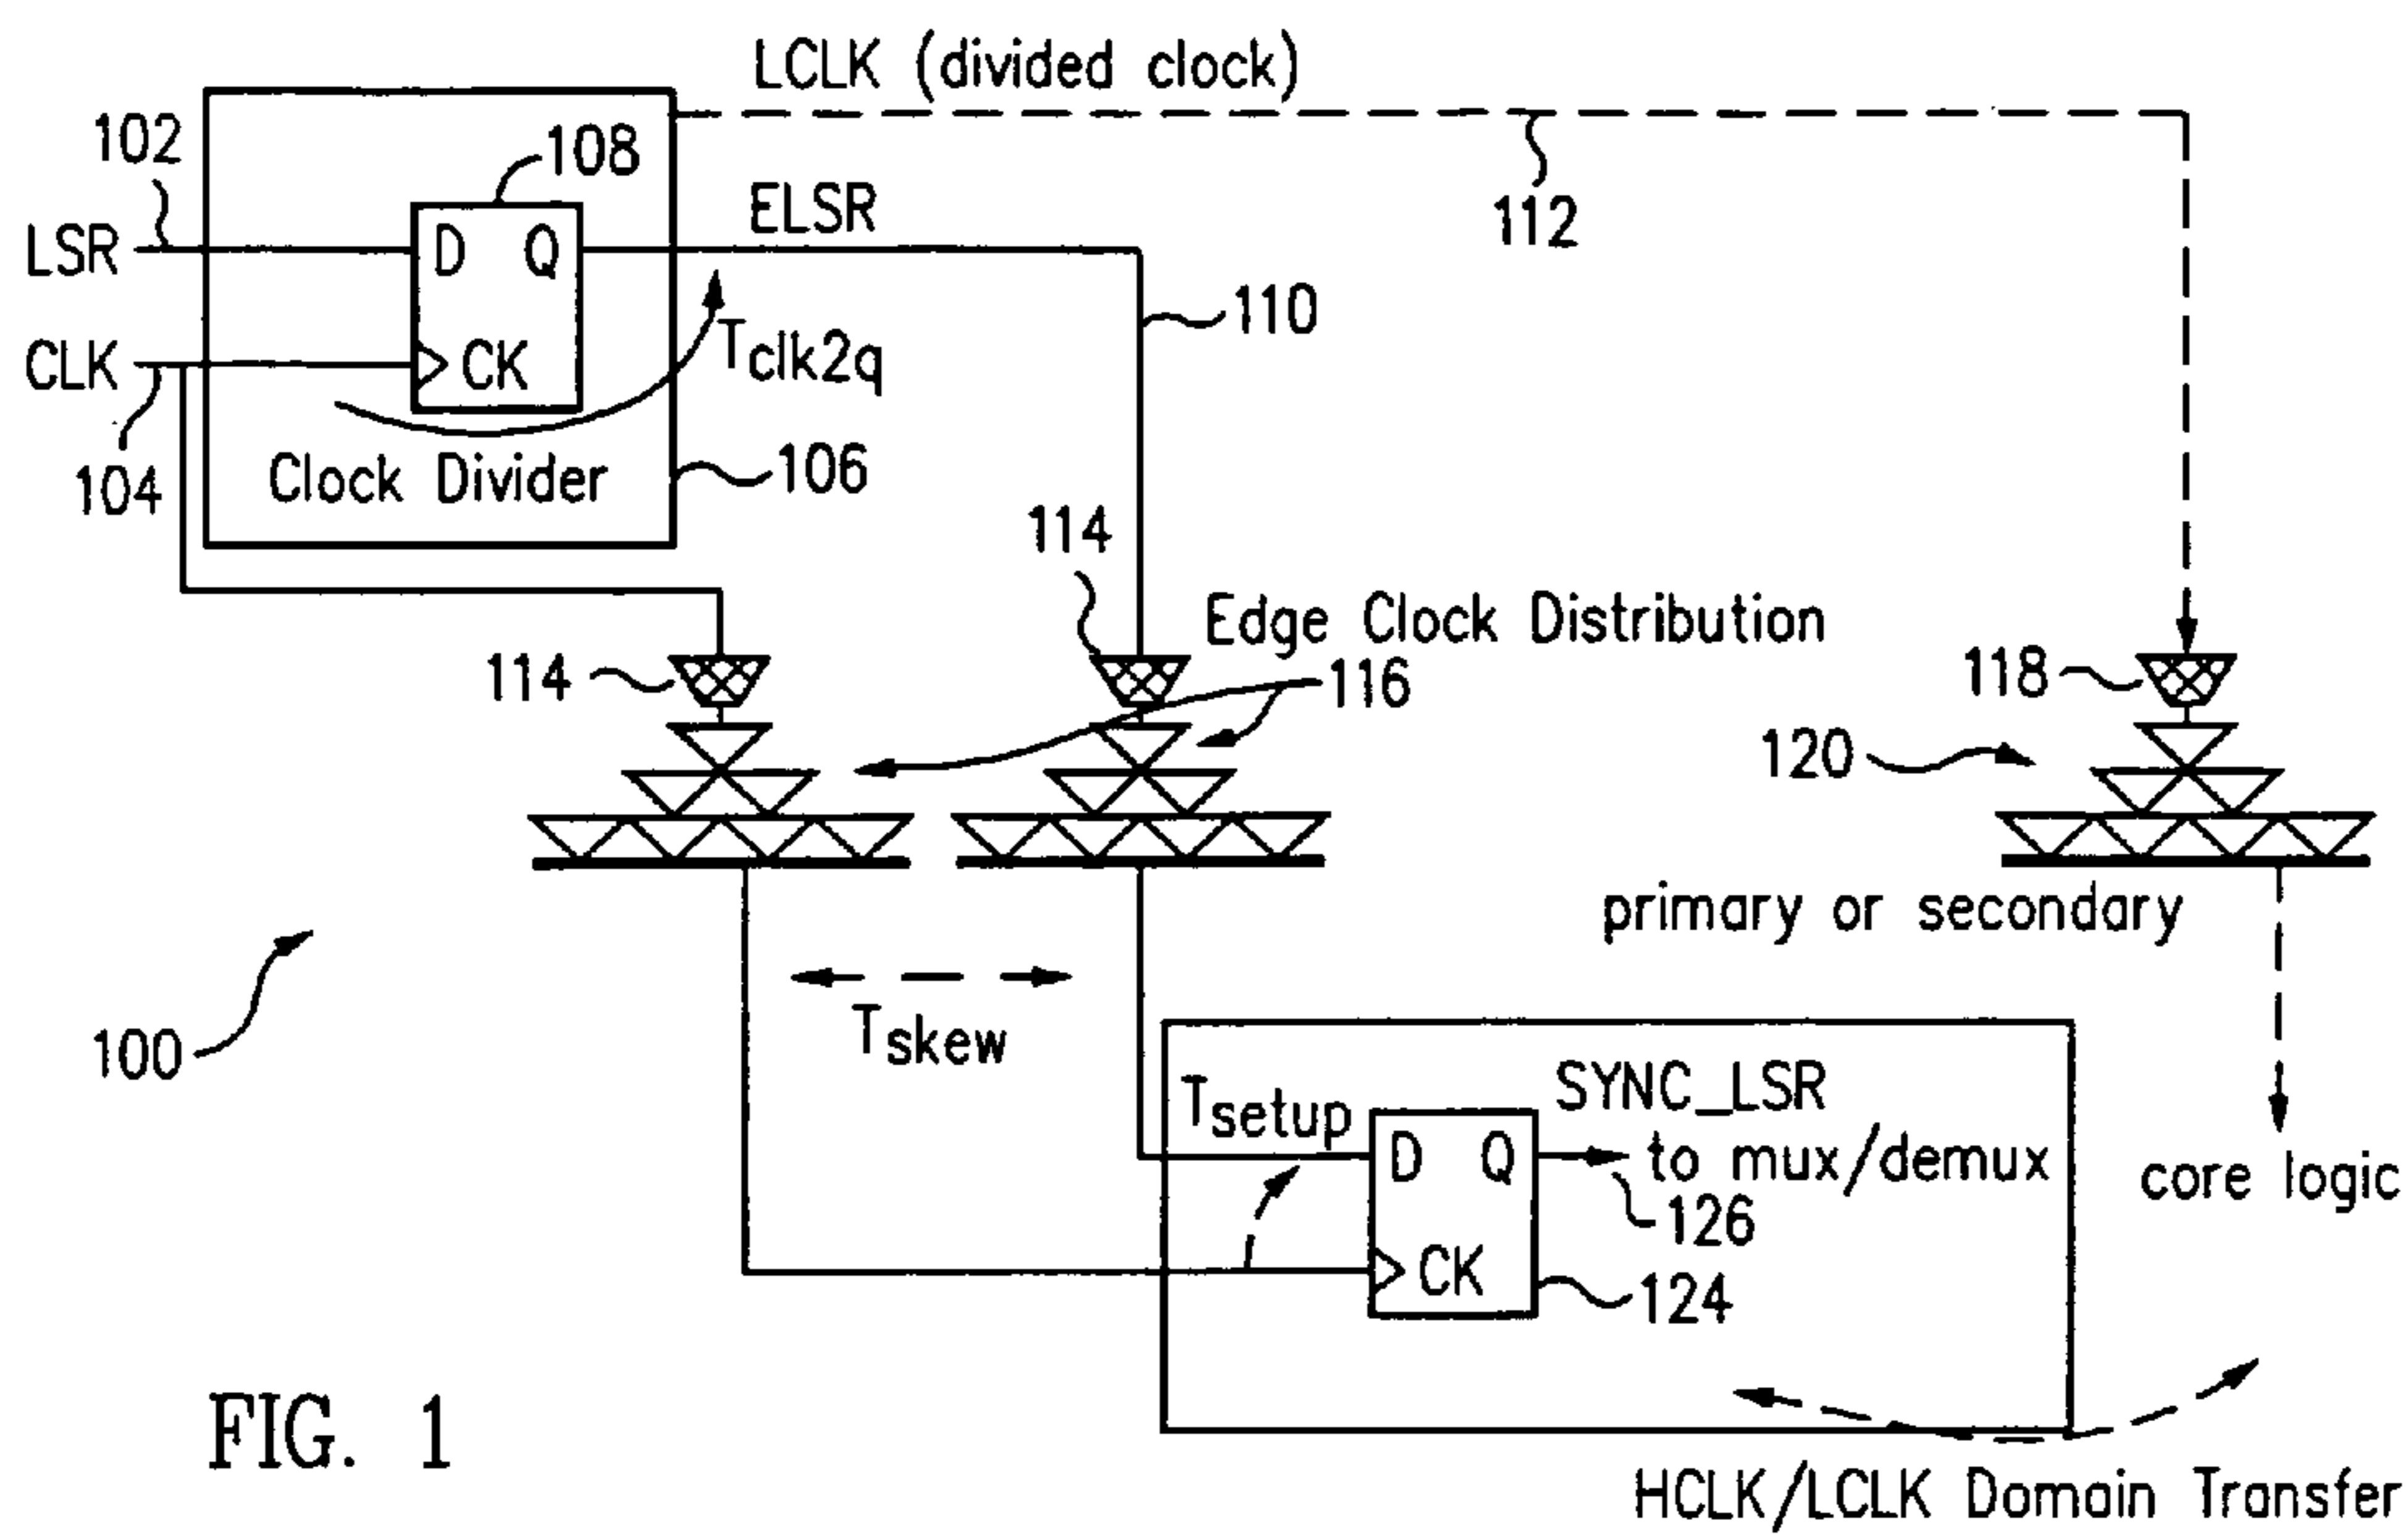 LCLK (divided clock)
102
108
112
LSR
D Q
ELSR
110
CLK
CK
Tclk2q
104
Clock Divider
106
114
Edge Clock Distribution
114
116
118
120
primary or secondary
100
Tskew
Tsetup
SYNC_LSR
D Q
to mux/demux
core logic
126
CK
124
FIG. 1
HCLK/LCLK Domain Transfer